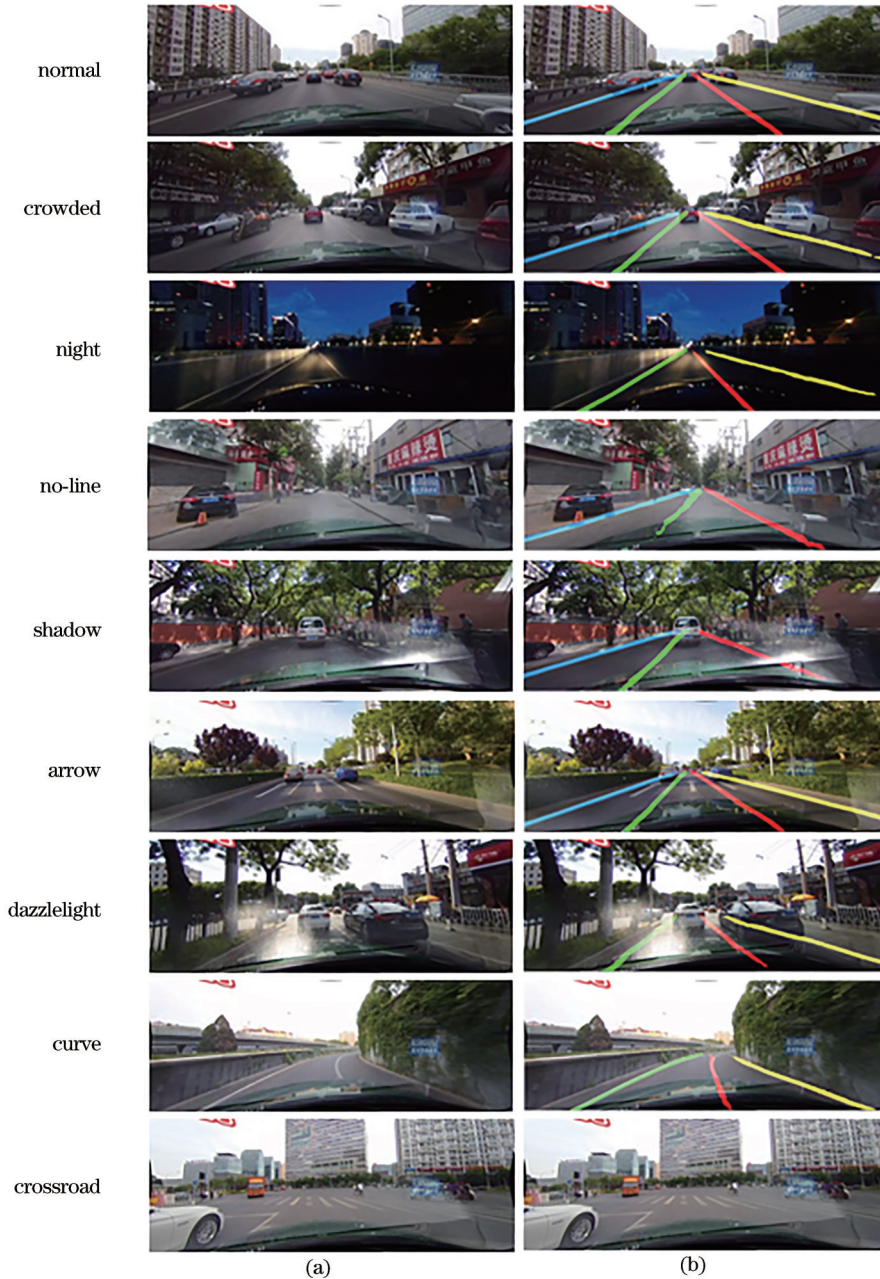 normal
crowded
night
no-line
shadow
arrow
dazzlelight
curve
crossroad
(a)
(b)